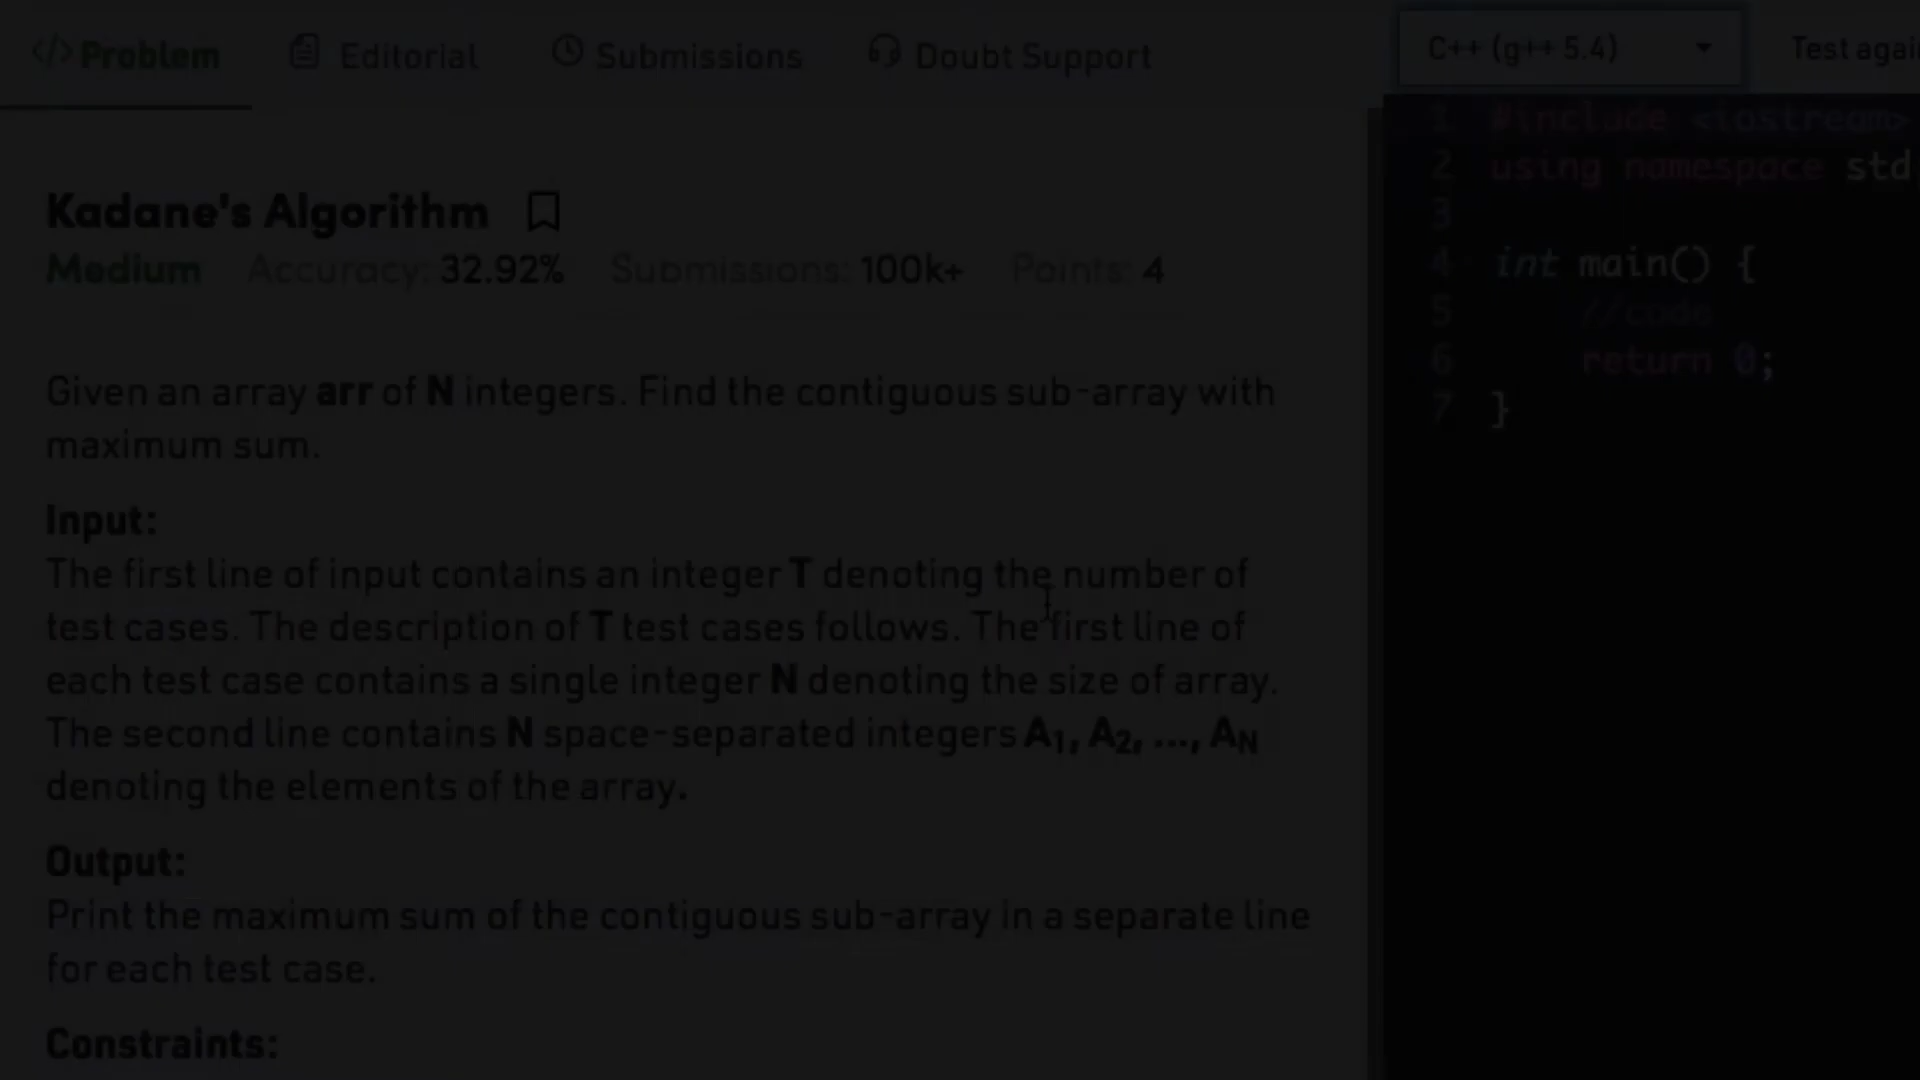 </> Problem Editorial Submissions Doubt Support
Kadane's Algorithm
Medium Accuracy: 32.92% Submissions: 100k+ Points: 4
Given an array arr of N integers. Find the contiguous sub-array with
maximum sum.
Input:
The first line of input contains an integer T denoting the number of
test cases. The description of T test cases follows. The first line of
each test case contains a single integer N denoting the size of array.
The second line contains N space-separated integers A1, A2, ..., AN
denoting the elements of the array.
Output:
Print the maximum sum of the contiguous sub-array in a separate line
for each test case.
Constraints:
C++ (g++ 5.4) Test agai
1 #include <iostream>
2 using namespace std
3
4 int main() {
5 //code
6 return 0;
7 }